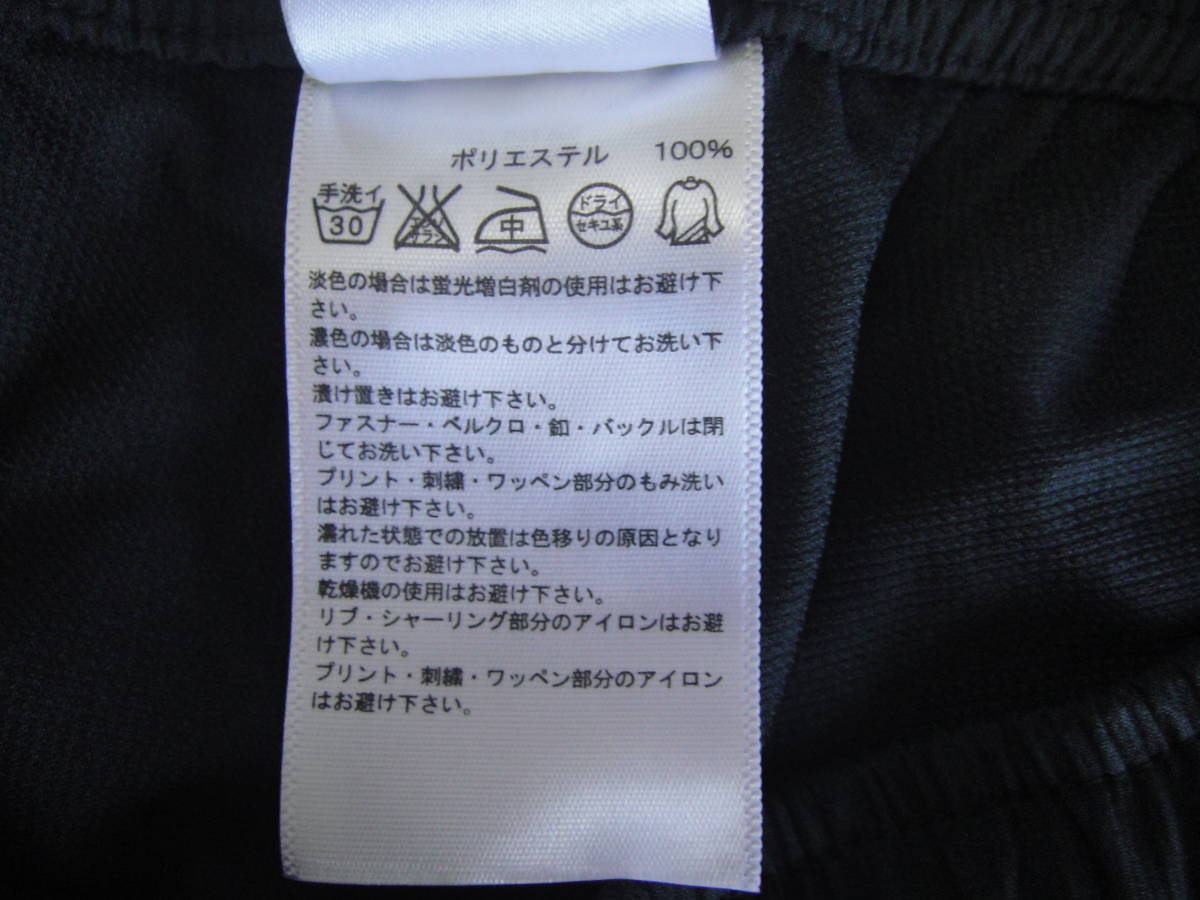 ポリエステル 100%
手洗イ
30
エンソ
サラシ
中
ドライ
セキユ系
淡色の場合は蛍光増白剤の使用はお避け下
さい。
濃色の場合は淡色のものと分けてお洗い下
さい。
漬け置きはお避け下さい。
ファスナー・ベルクロ・釦・バックルは閉
じてお洗い下さい。
プリント・刺繍・ワッペン部分のもみ洗い
はお避け下さい。
濡れた状態での放置は色移りの原因となり
ますのでお避け下さい。
乾燥機の使用はお避け下さい。
リブ・シャーリング部分のアイロンはお避
け下さい。
プリント・刺繍・ワッペン部分のアイロン
はお避け下さい。